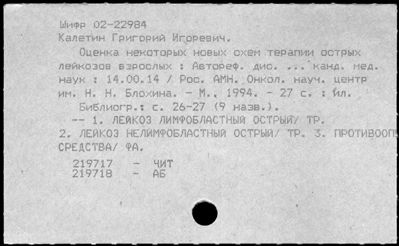 Шифр 02-22984
Калетин Григорий Игоревич.
Оценка некоторых новых схем терапии острых
лейкозов взрослых : Автореф. дис. ... канд. мед.
наук : 14.00.14 / Рос. АМН. Онкол. науч. центр
им. Н. Н. Блохина. - М., 1994. - 27 с. : ил.
Библиогр.: с. 26-27 (9 назв.).
-- 1. ЛЕЙКОЗ ЛИМФОБЛАСТНЫЙ ОСТРЫЙ/ ТР.
2. ЛЕЙКОЗ НЕЛИМФОБЛАСТНЫЙ ОСТРЫЙ/ ТР. 3. ПРОТИВООП
СРЕДСТВА/ ФА.
219717 - ЧИТ
219718 - АБ